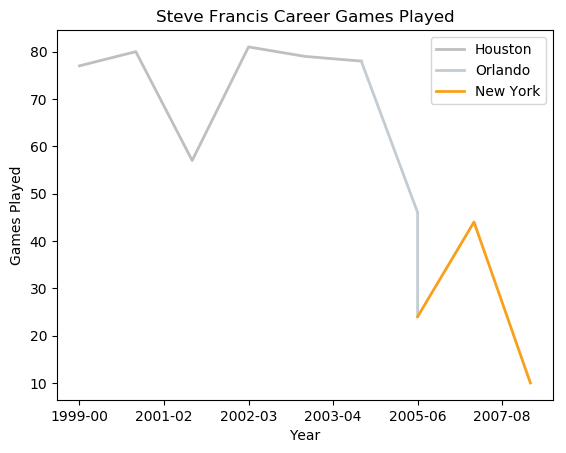 Steve Francis Career Games Played
Houston
Orlando
New York
Games Played
80
70
60
50
40
30
20
10
1999-00 2001-02 2002-03 2003-04 2005-06 2007-08
Year